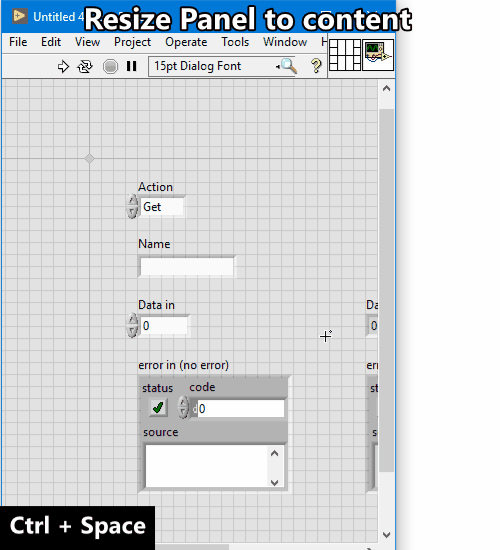 Untitled 4
Resize Panel to content
File Edit View Project Operate Tools Window H
15pt Dialog Font
?
Action
Get
Name
Data in
Da
0
0
error in (no error)
err
status code
st
0
source
s
Ctrl + Space